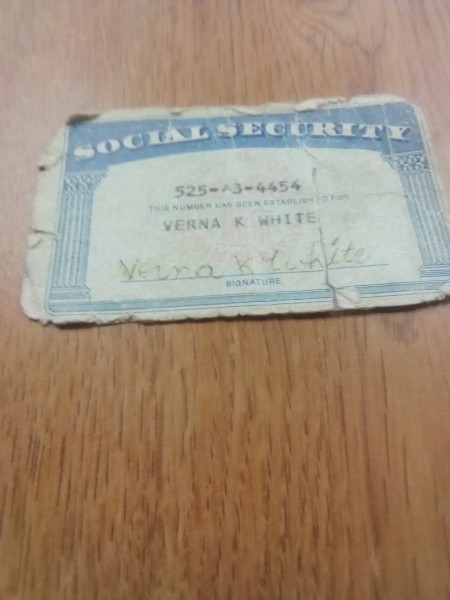 SOCIAL SECURITY
THIS NUMBER HAS BEEN ESTABLISHED FOR
VERNA K WHITE
Verna K White
SIGNATURE